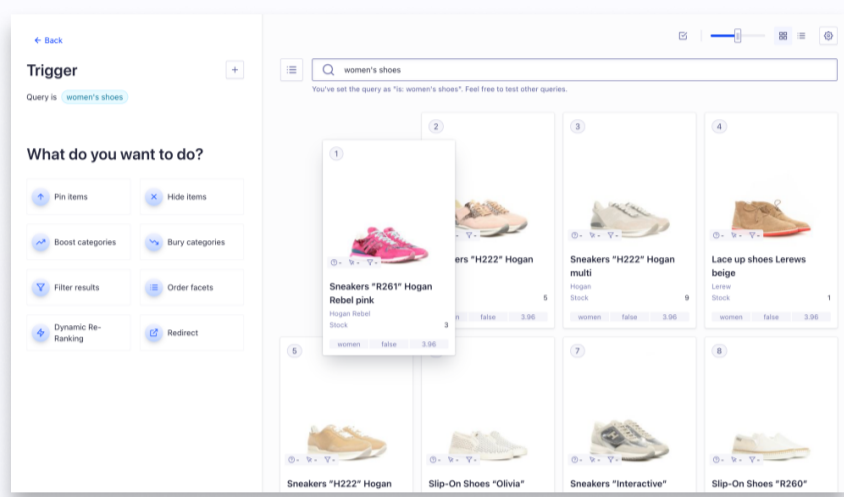 ← Back
Trigger
+
Query is women's shoes
What do you want to do?
Pin items
Hide items
Boost categories
Bury categories
Filter results
Order facets
Dynamic Re-
Ranking
Redirect
women's shoes
You've set the query as "is: women's shoes". Feel free to test other queries.
1
Sneakers "R261" Hogan
Rebel pink
Hogan Rebel
Stock 3
women false 3.96
2
ers "H222" Hogan
5
n false 3.96
3
Sneakers "H222" Hogan
multi
Hogan
Stock 9
women false 3.96
4
Lace up shoes Lerews
beige
Lerew
Stock 1
women false 3.96
5
Sneakers "H222" Hogan
Slip-On Shoes "Olivia"
7
Sneakers "Interactive"
8
Slip-On Shoes "R260"